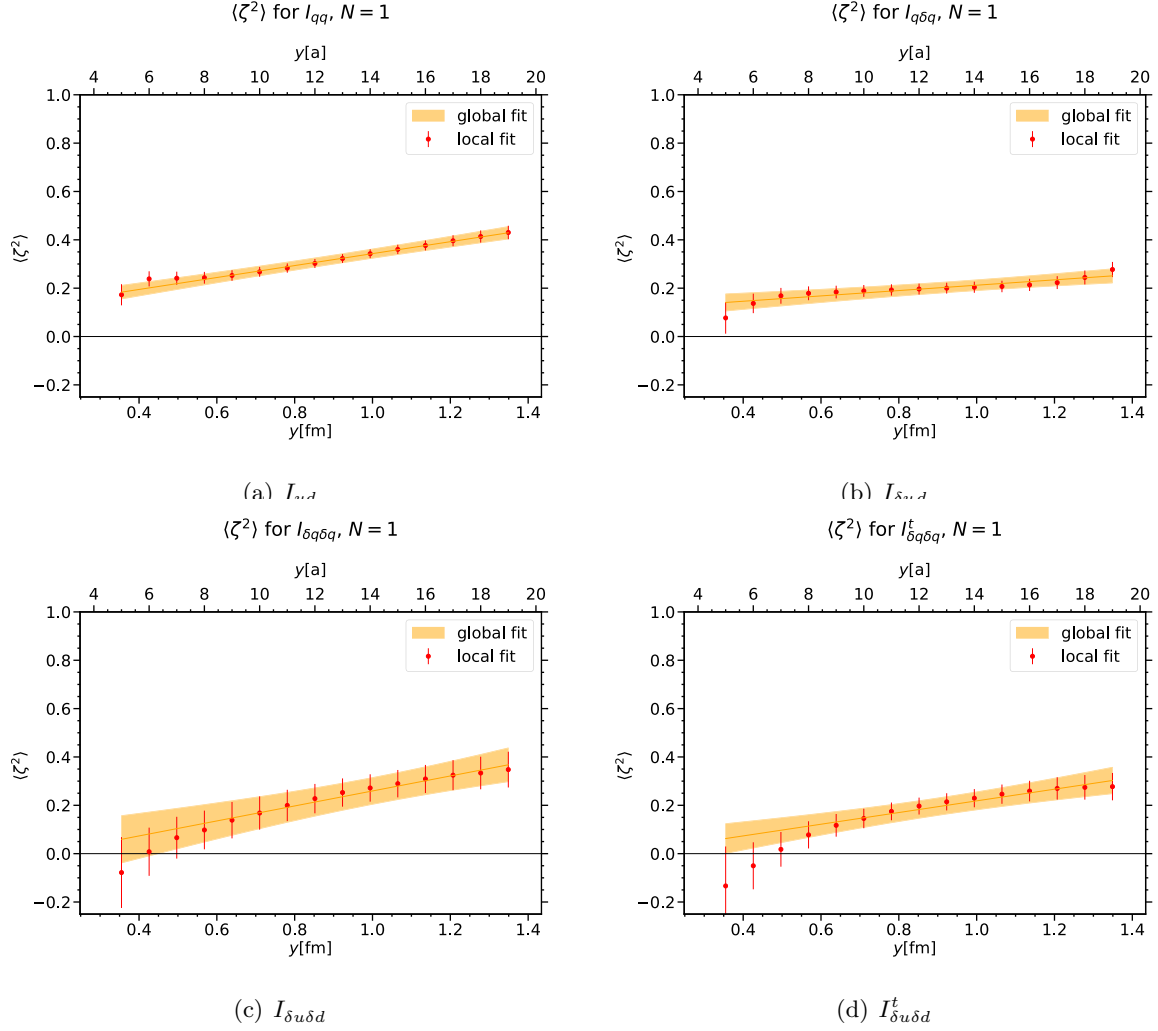 ⟨ζ²⟩ for I_qq, N = 1
y[a]
4 6 8 10 12 14 16 18 20
1.0
0.8
0.6
0.4
0.2
0.0
−0.2
⟨ζ²⟩
global fit
local fit
0.4 0.6 0.8 1.0 1.2 1.4
y[fm]
(a) I_ud
⟨ζ²⟩ for I_qδq, N = 1
y[a]
4 6 8 10 12 14 16 18 20
1.0
0.8
0.6
0.4
0.2
0.0
−0.2
⟨ζ²⟩
global fit
local fit
0.4 0.6 0.8 1.0 1.2 1.4
y[fm]
(b) I_δud
⟨ζ²⟩ for I_δqδq, N = 1
y[a]
4 6 8 10 12 14 16 18 20
1.0
0.8
0.6
0.4
0.2
0.0
−0.2
⟨ζ²⟩
global fit
local fit
0.4 0.6 0.8 1.0 1.2 1.4
y[fm]
(c) I_δuδd
⟨ζ²⟩ for I^t_δqδq, N = 1
y[a]
4 6 8 10 12 14 16 18 20
1.0
0.8
0.6
0.4
0.2
0.0
−0.2
⟨ζ²⟩
global fit
local fit
0.4 0.6 0.8 1.0 1.2 1.4
y[fm]
(d) I^t_δuδd